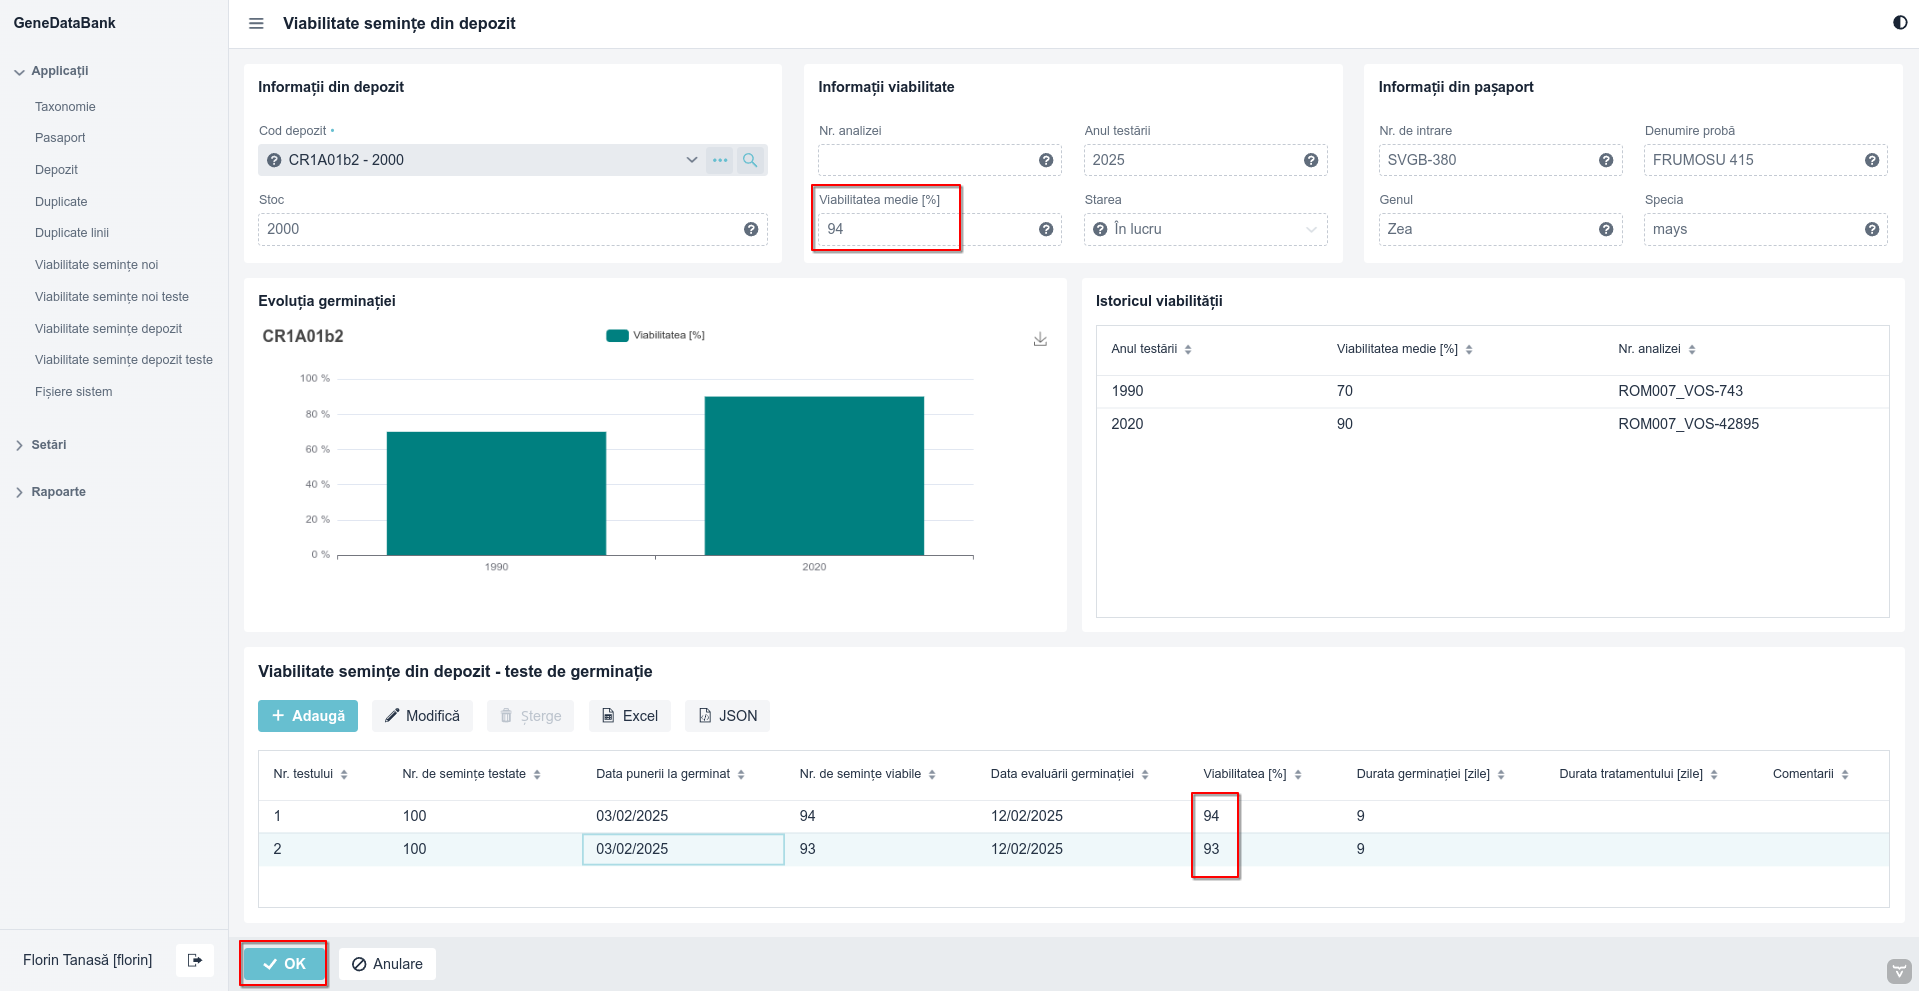 GeneDataBank
Applicații
Taxonomie
Pasaport
Depozit
Duplicate
Duplicate linii
Viabilitate semințe noi
Viabilitate semințe noi teste
Viabilitate semințe depozit
Viabilitate semințe depozit teste
Fișiere sistem
Setări
Rapoarte
Florin Tanasă [florin]
Viabilitate semințe din depozit
Informații din depozit
Cod depozit •
CR1A01b2 - 2000
Stoc
2000
Informații viabilitate
Nr. analizei
Anul testării
2025
Viabilitatea medie [%]
94
Starea
În lucru
Informații din pașaport
Nr. de intrare
SVGB-380
Denumire probă
FRUMOSU 415
Genul
Zea
Specia
mays
Evoluția germinației
CR1A01b2
Viabilitatea [%]
100 %
80 %
60 %
40 %
20 %
0 %
1990 2020
Istoricul viabilității
Anul testării Viabilitatea medie [%] Nr. analizei
1990 70 ROM007_VOS-743
2020 90 ROM007_VOS-42895
Viabilitate semințe din depozit - teste de germinație
Adaugă Modifică Șterge Excel JSON
Nr. testului Nr. de semințe testate Data punerii la germinat Nr. de semințe viabile Data evaluării germinației Viabilitatea [%] Durata germinației [zile] Durata tratamentului [zile] Comentarii
1 100 03/02/2025 94 12/02/2025 94 9
2 100 03/02/2025 93 12/02/2025 93 9
OK Anulare